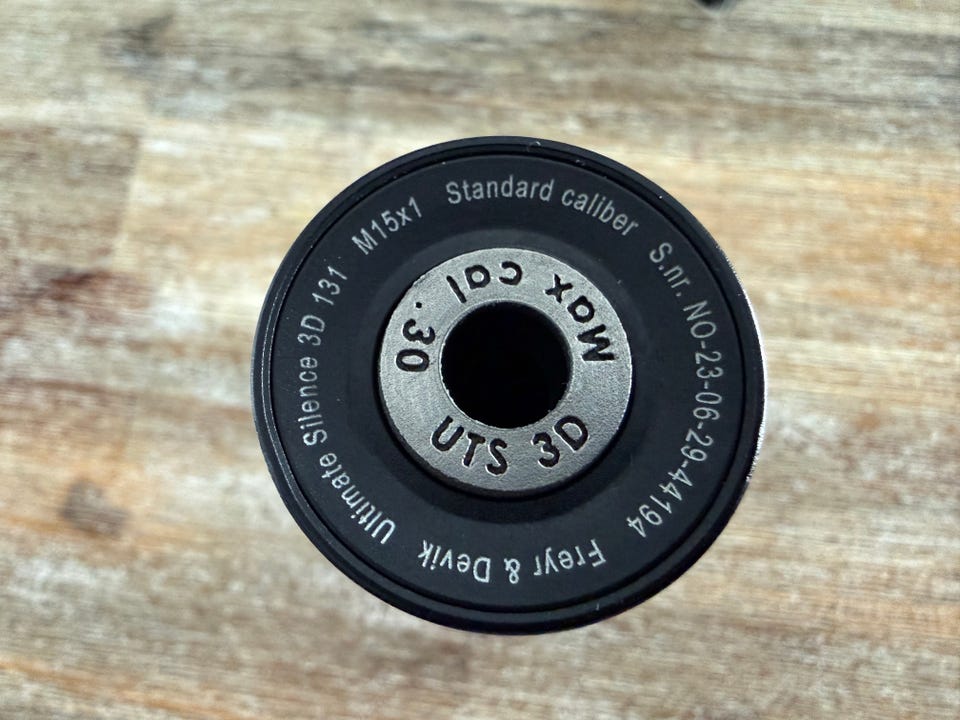 Freyr & Devik Ultimate Silence 3D 131 M15x1 Standard caliber S.nr. NO-23-06-29-44194
Max cal .30
UTS 3D